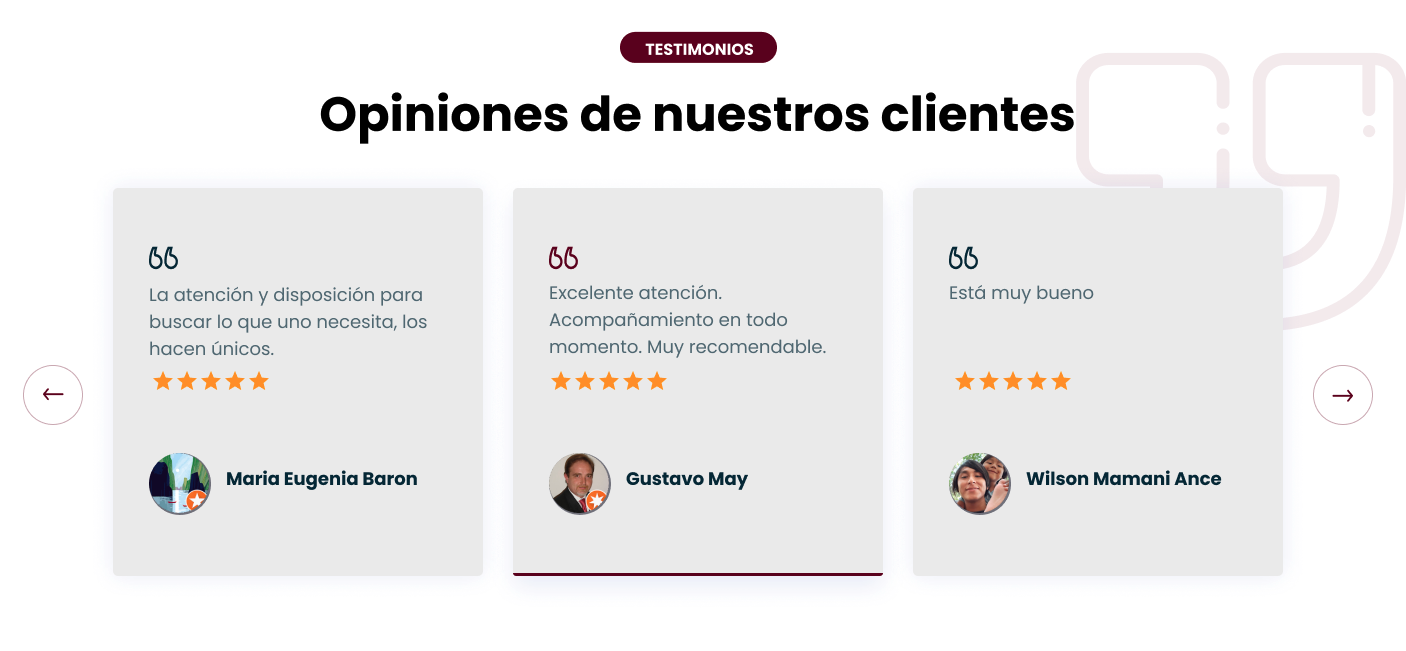 TESTIMONIOS
Opiniones de nuestros clientes
La atención y disposición para
buscar lo que uno necesita, los
hacen únicos.
Maria Eugenia Baron
Excelente atención.
Acompañamiento en todo
momento. Muy recomendable.
Gustavo May
Está muy bueno
Wilson Mamani Ance